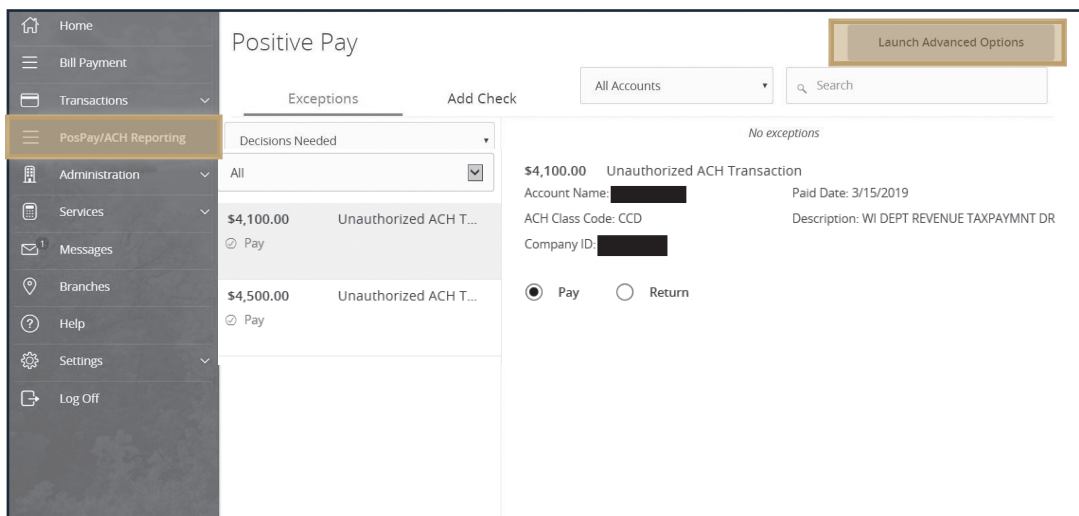 Home
Bill Payment
Transactions
PosPay/ACH Reporting
Administration
Services
1
Messages
Branches
Help
Settings
Log Off
Positive Pay
Launch Advanced Options
Exceptions
Add Check
All Accounts
Search
Decisions Needed
All
$4,100.00 Unauthorized ACH T...
Pay
$4,500.00 Unauthorized ACH T...
Pay
No exceptions
$4,100.00 Unauthorized ACH Transaction
Account Name: Paid Date: 3/15/2019
ACH Class Code: CCD Description: WI DEPT REVENUE TAXPAYMNT DR
Company ID:
Pay Return